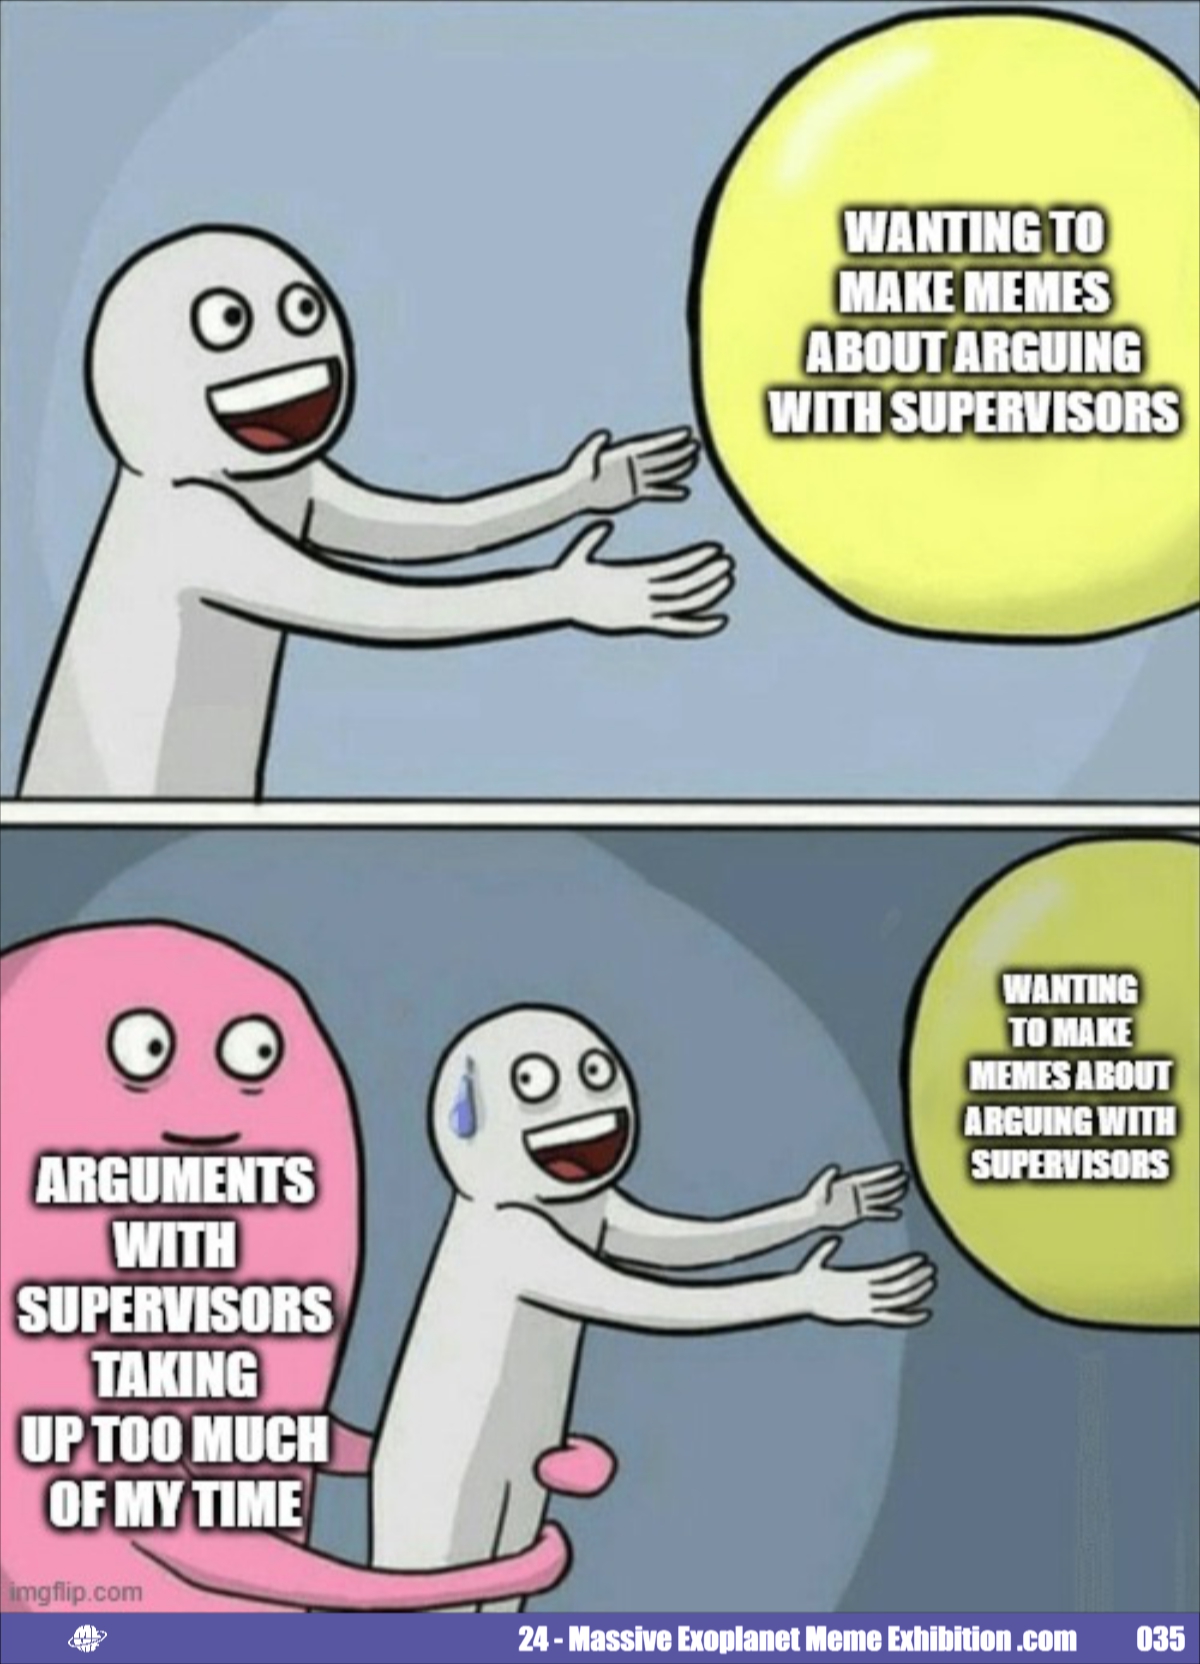 WANTING TO
MAKE MEMES
ABOUT ARGUING
WITH SUPERVISORS
WANTING
TO MAKE
MEMES ABOUT
ARGUING WITH
SUPERVISORS
ARGUMENTS
WITH
SUPERVISORS
TAKING
UP TOO MUCH
OF MY TIME
imgflip.com
24 - Massive Exoplanet Meme Exhibition .com 035